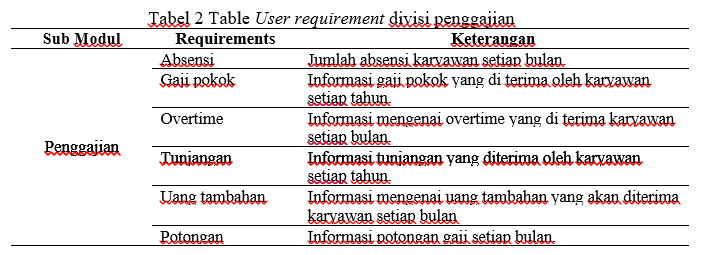 Tabel 2 Table User requirement divisi penggajian
Sub Modul Requirements Keterangan
Absensi Jumlah absensi karyawan setiap bulan.
Gaji pokok Informasi gaji pokok yang di terima oleh karyawan
setiap tahun.
Overtime Informasi mengenai overtime yang di terima karyawan
setiap bulan.
Penggajian
Tunjangan Informasi tunjangan yang diterima oleh karyawan
setiap tahun.
Uang tambahan Informasi mengenai uang tambahan yang akan diterima
karyawan setiap bulan
Potongan Informasi potongan gaji setiap bulan.